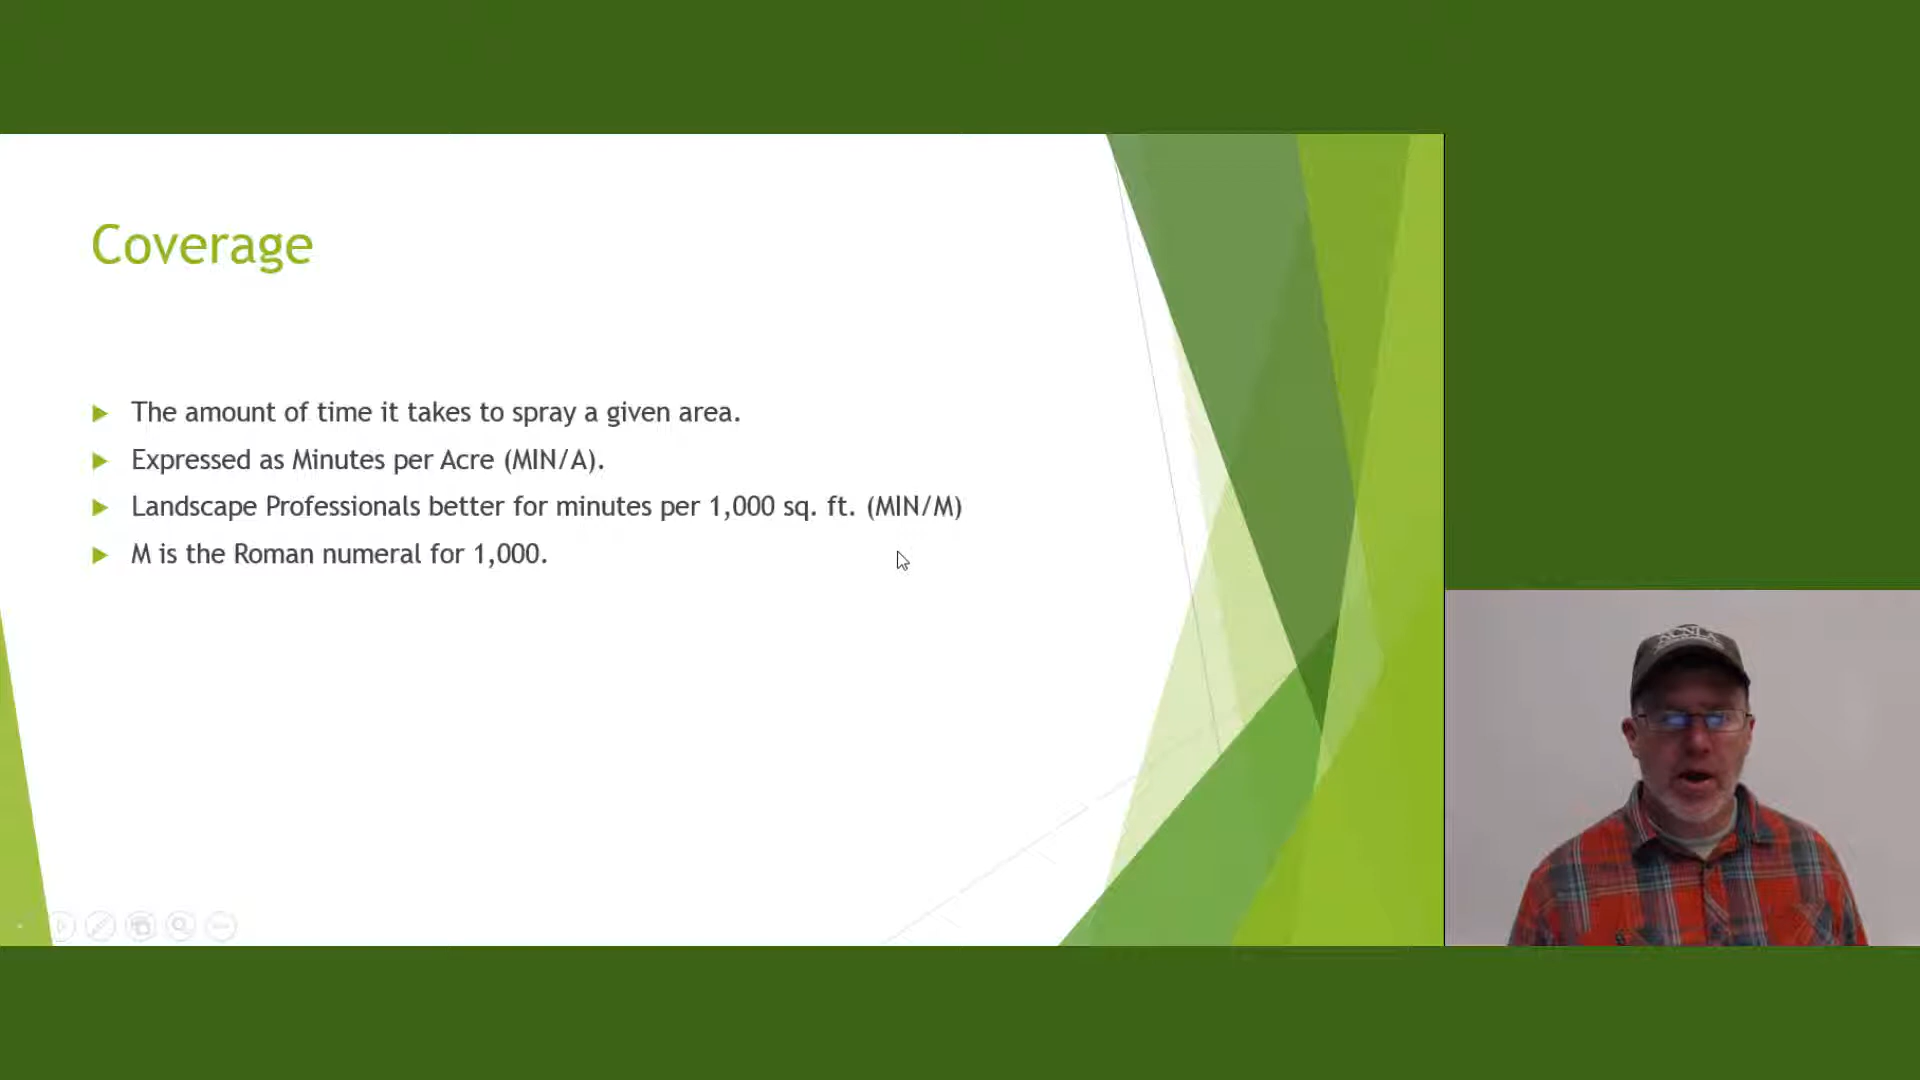 Coverage
The amount of time it takes to spray a given area.
Expressed as Minutes per Acre (MIN/A).
Landscape Professionals better for minutes per 1,000 sq. ft. (MIN/M)
M is the Roman numeral for 1,000.